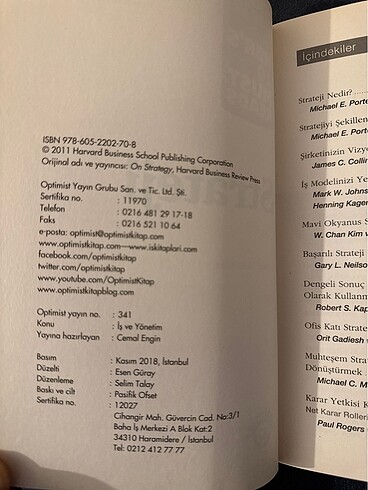 ISBN 978-605-2202-70-8
© 2011 Harvard Business School Publishing Corporation
Orijinal adı ve yayıncısı: On Strategy, Harvard Business Review Press
Optimist Yayın Grubu San. ve Tic. Ltd. Şti.
Sertifika no. : 11970
Telefon : 0216 481 29 17-18
Faks : 0216 521 10 64
e-posta: optimist@optimistkitap.com
www.optimistkitap.com—www.iskitaplari.com
facebook.com/optimistkitap
twitter.com/optimistkitap
www.youtube.com/OptimistKitap
www.optimistkitapblog.com
Optimist yayın no. : 341
Konu : İş ve Yönetim
Yayına hazırlayan : Cemal Engin
Basım : Kasım 2018, İstanbul
Düzelti : Esen Güray
Düzenleme : Selim Talay
Baskı ve cilt : Pasifik Ofset
Sertifika no. : 12027
Cihangir Mah. Güvercin Cad. No:3/1
Baha İş Merkezi A Blok Kat:2
34310 Haramidere / İstanbul
Tel: 0212 412 77 77
İçindekiler
Strateji Nedir?
Michael E. Porte
Stratejiyi Şekillen
Michael E. Porte
Şirketinizin Vizyo
James C. Collin
İş Modelinizi Ye
Mark W. Johns
Henning Kager
Mavi Okyanus S
W. Chan Kim v
Başarılı Strateji
Gary L. Neilso
Dengeli Sonuç
Olarak Kullanm
Robert S. Kap
Ofis Katı Strate
Orit Gadiesh v
Muhteşem Stra
Dönüştürmek
Michael C. M
Karar Yetkisi K
Net Karar Rolleri
Paul Rogers